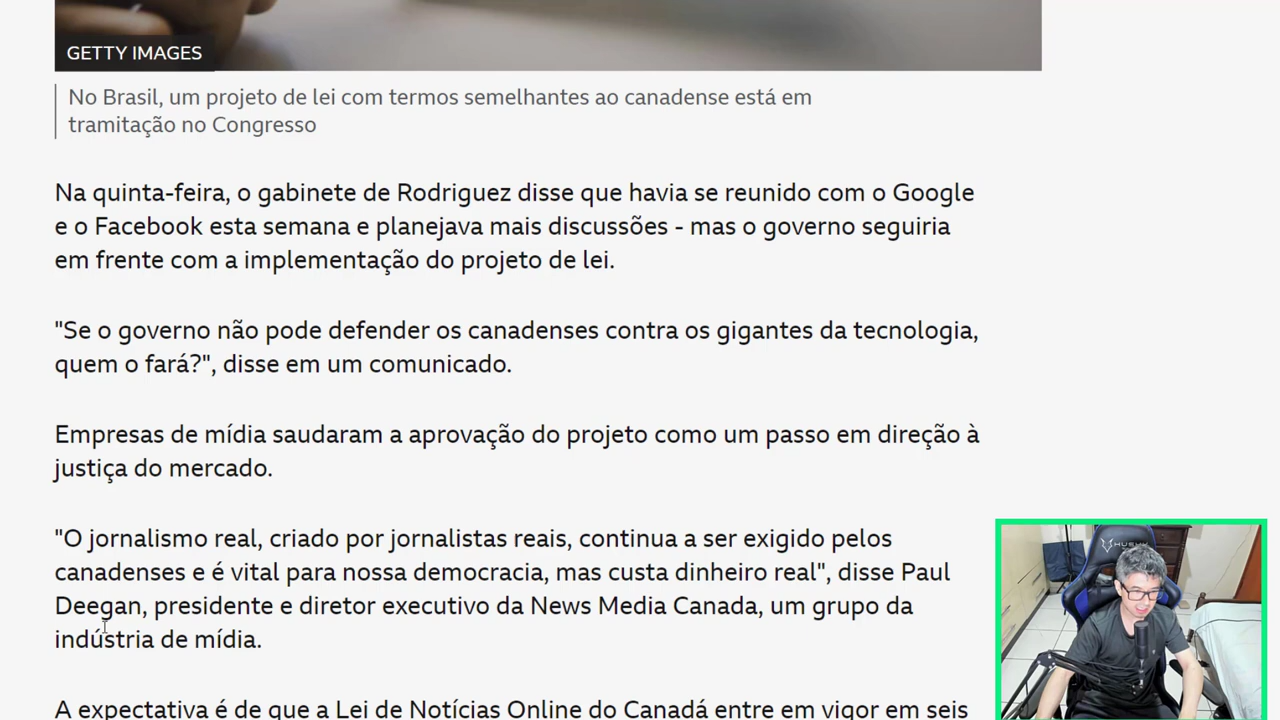 GETTY IMAGES
No Brasil, um projeto de lei com termos semelhantes ao canadense está em
tramitação no Congresso
Na quinta-feira, o gabinete de Rodriguez disse que havia se reunido com o Google
e o Facebook esta semana e planejava mais discussões - mas o governo seguiria
em frente com a implementação do projeto de lei.
"Se o governo não pode defender os canadenses contra os gigantes da tecnologia,
quem o fará?", disse em um comunicado.
Empresas de mídia saudaram a aprovação do projeto como um passo em direção à
justiça do mercado.
"O jornalismo real, criado por jornalistas reais, continua a ser exigido pelos
canadenses e é vital para nossa democracia, mas custa dinheiro real", disse Paul
Deegan, presidente e diretor executivo da News Media Canada, um grupo da
indústria de mídia.
A expectativa é de que a Lei de Notícias Online do Canadá entre em vigor em seis